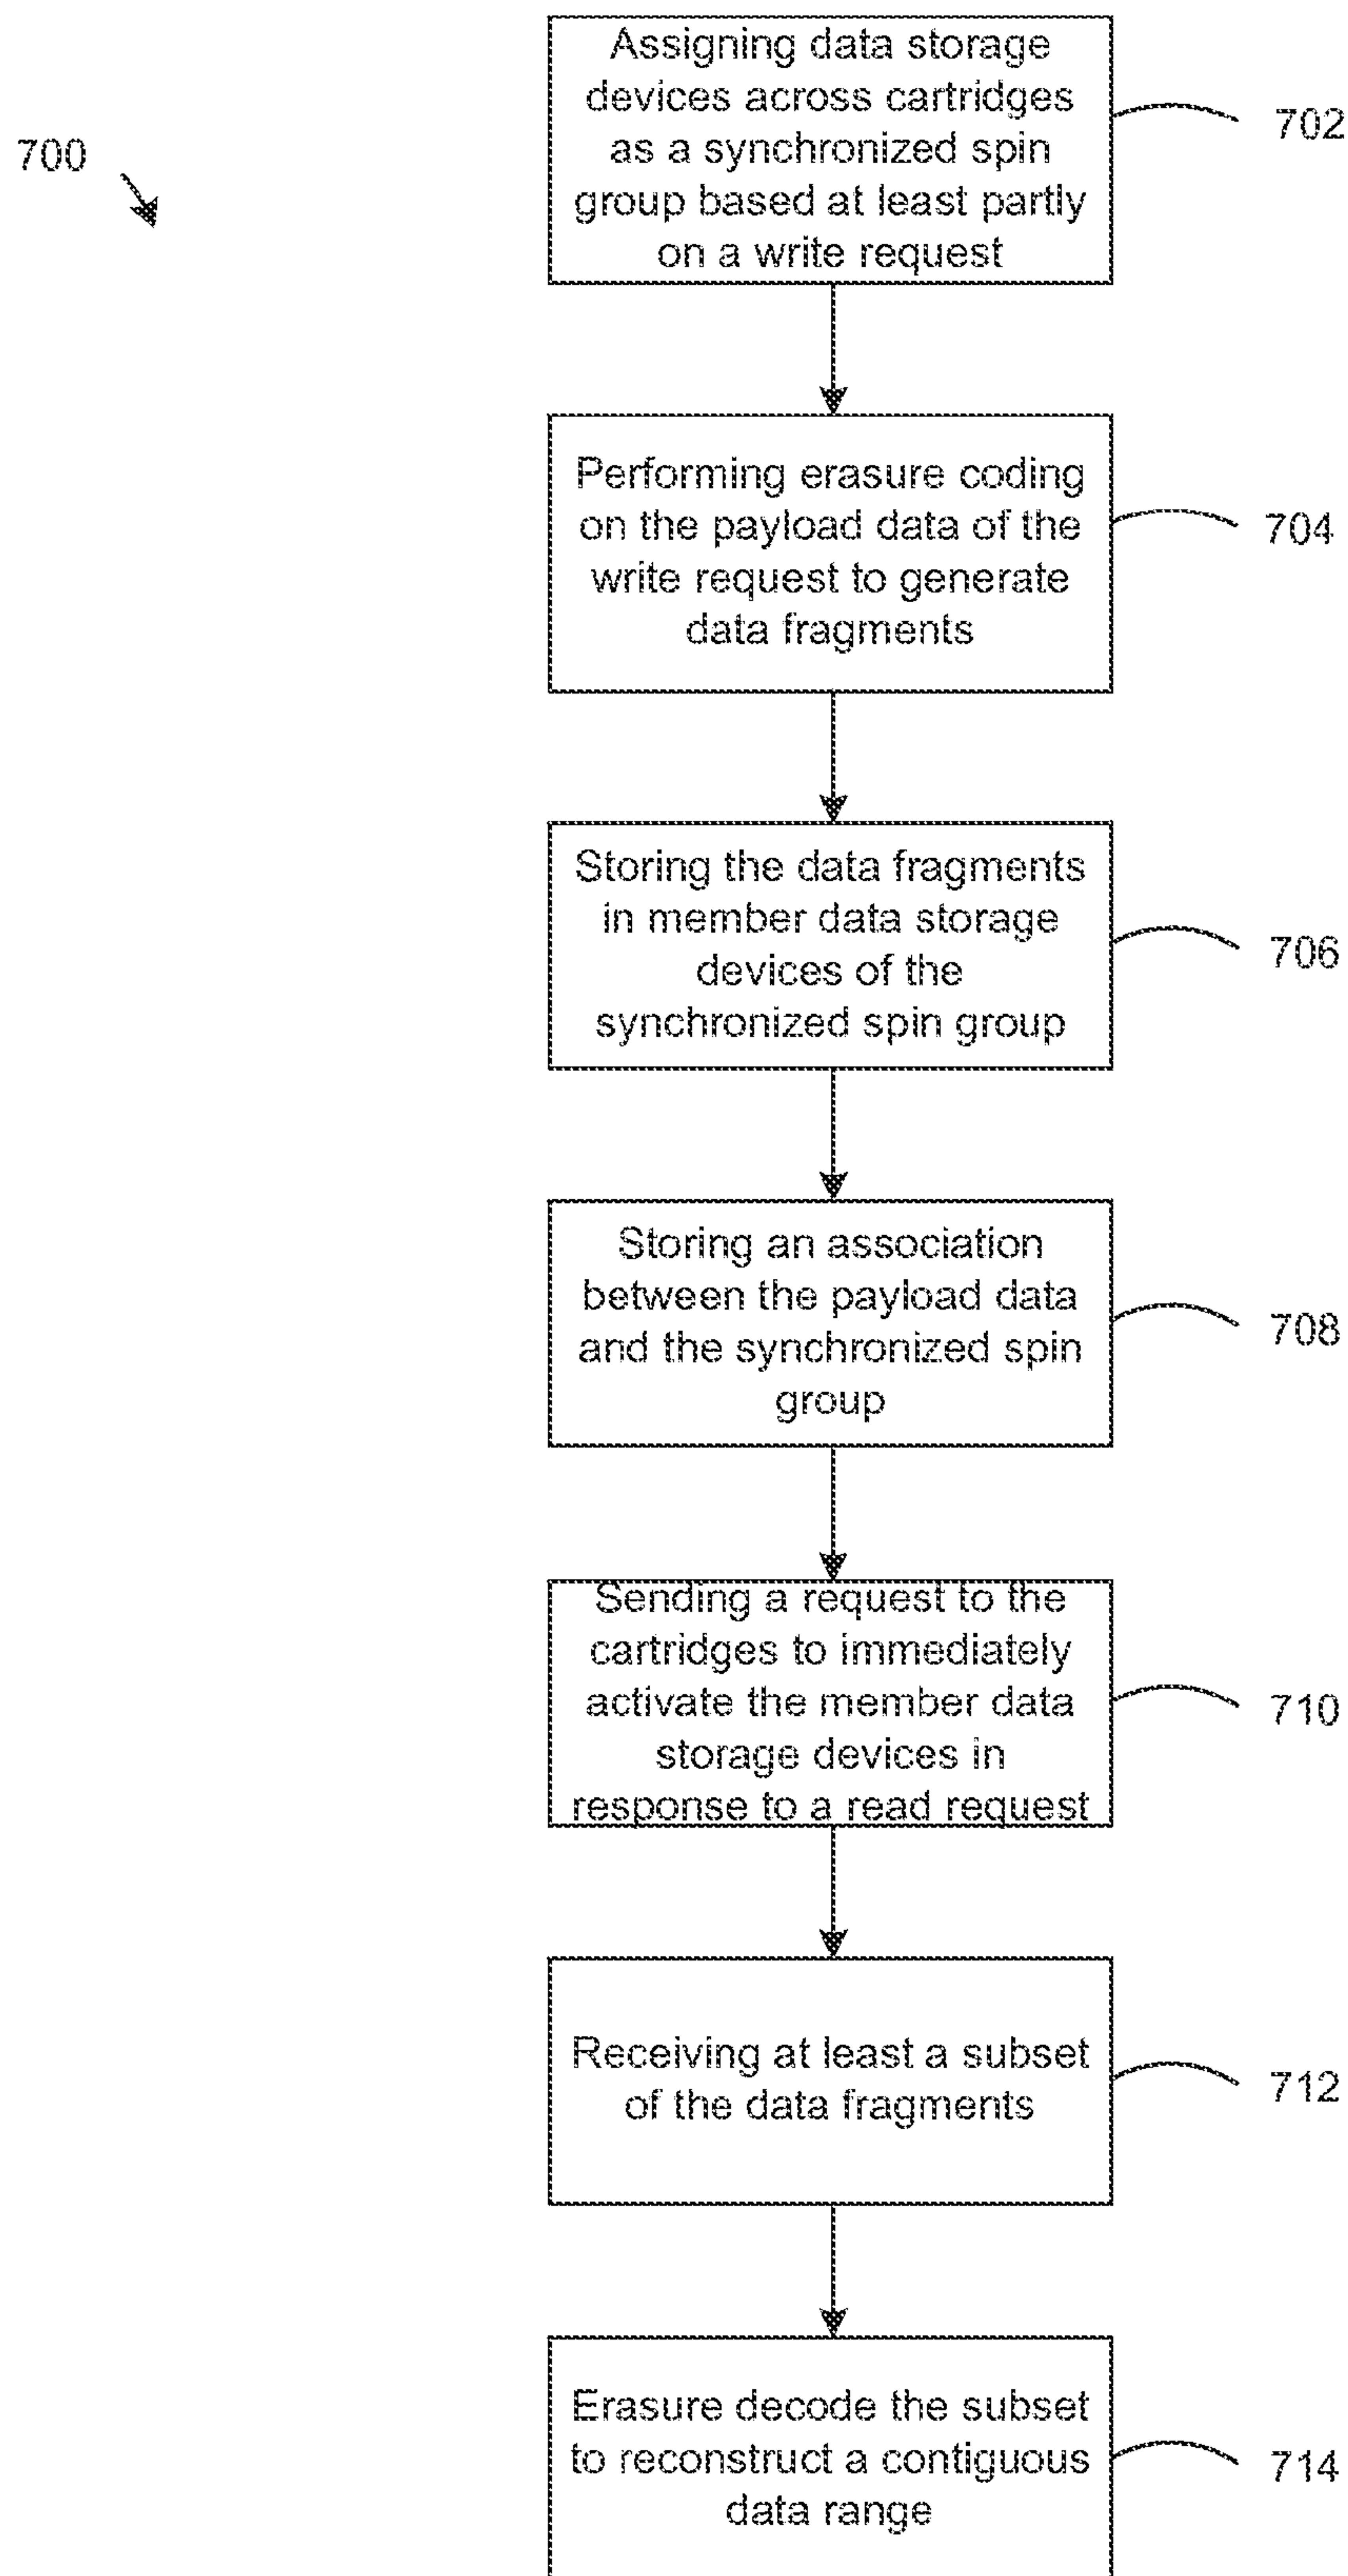 700
Assigning data storage
devices across cartridges
as a synchronized spin
group based at least partly
on a write request
702
Performing erasure coding
on the payload data of the
write request to generate
data fragments
704
Storing the data fragments
in member data storage
devices of the
synchronized spin group
706
Storing an association
between the payload data
and the synchronized spin
group
708
Sending a request to the
cartridges to immediately
activate the member data
storage devices in
response to a read request
710
Receiving at least a subset
of the data fragments
712
Erasure decode the subset
to reconstruct a contiguous
data range
714